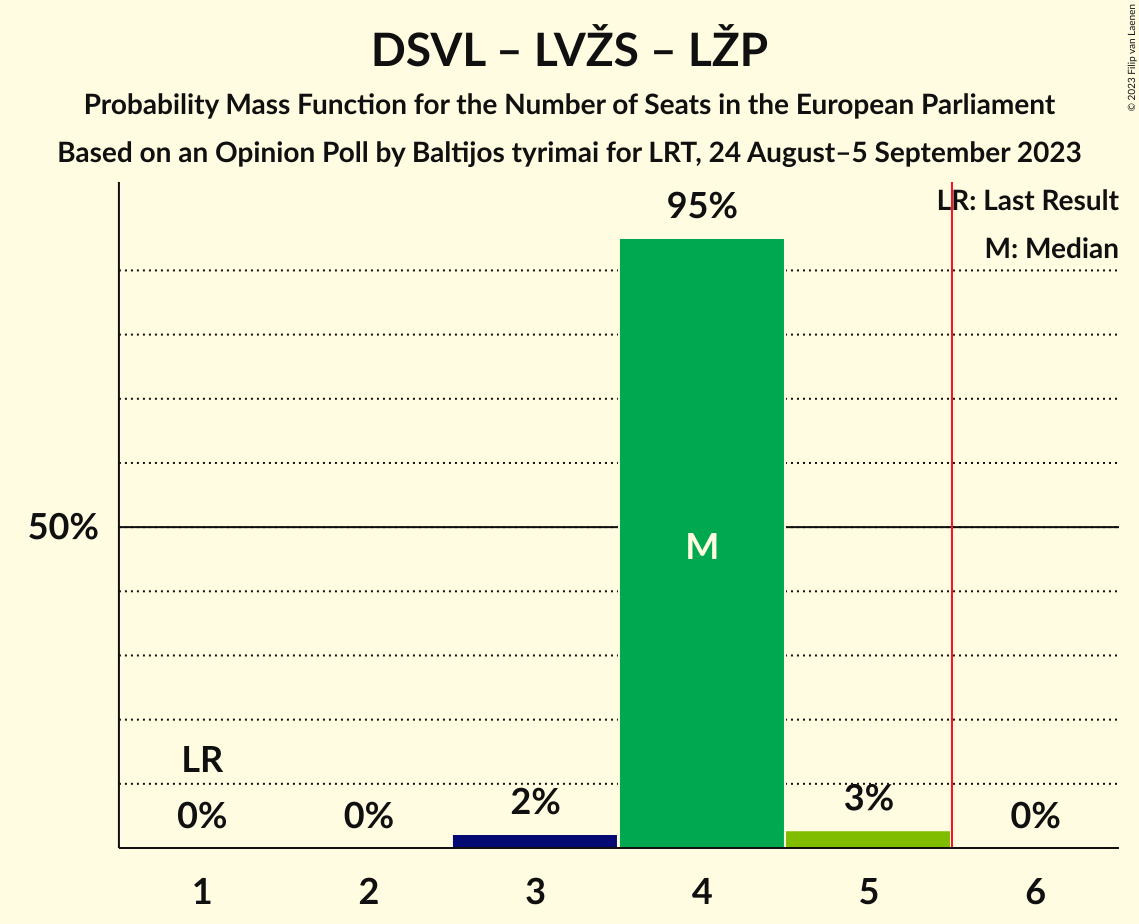 DSVL – LVŽS – LŽP
Probability Mass Function for the Number of Seats in the European Parliament
Based on an Opinion Poll by Baltijos tyrimai for LRT, 24 August–5 September 2023
© 2023 Filip van Laenen
LR: Last Result
M: Median
95%
50%
M
LR
0%
0%
2%
3%
0%
1
2
3
4
5
6